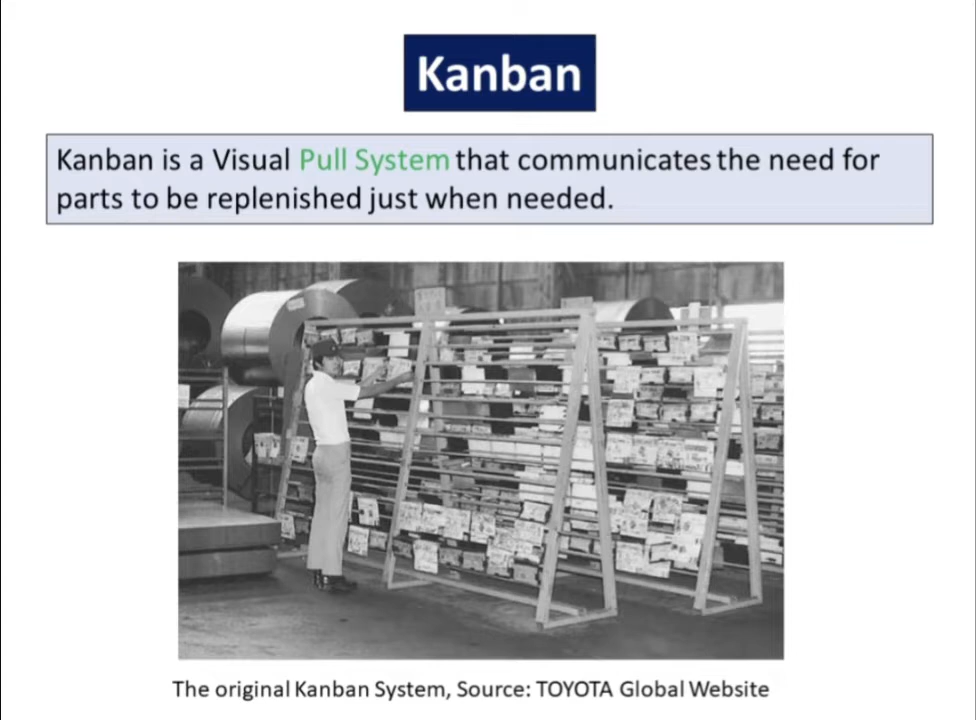 Kanban
Kanban is a Visual Pull System that communicates the need for
parts to be replenished just when needed.
The original Kanban System, Source: TOYOTA Global Website